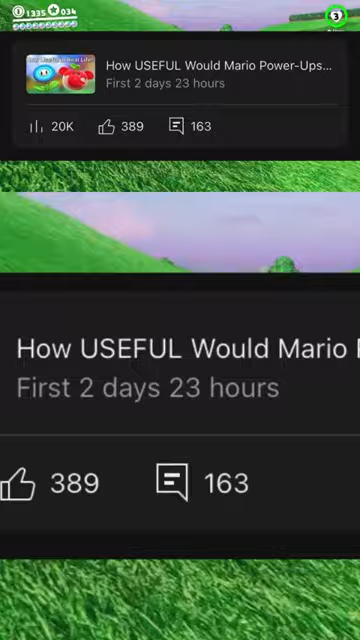 1335 034
3
How USEFUL Would Mario Power-Ups...
First 2 days 23 hours
20K 389 163
How USEFUL Would Mario
First 2 days 23 hours
389 163